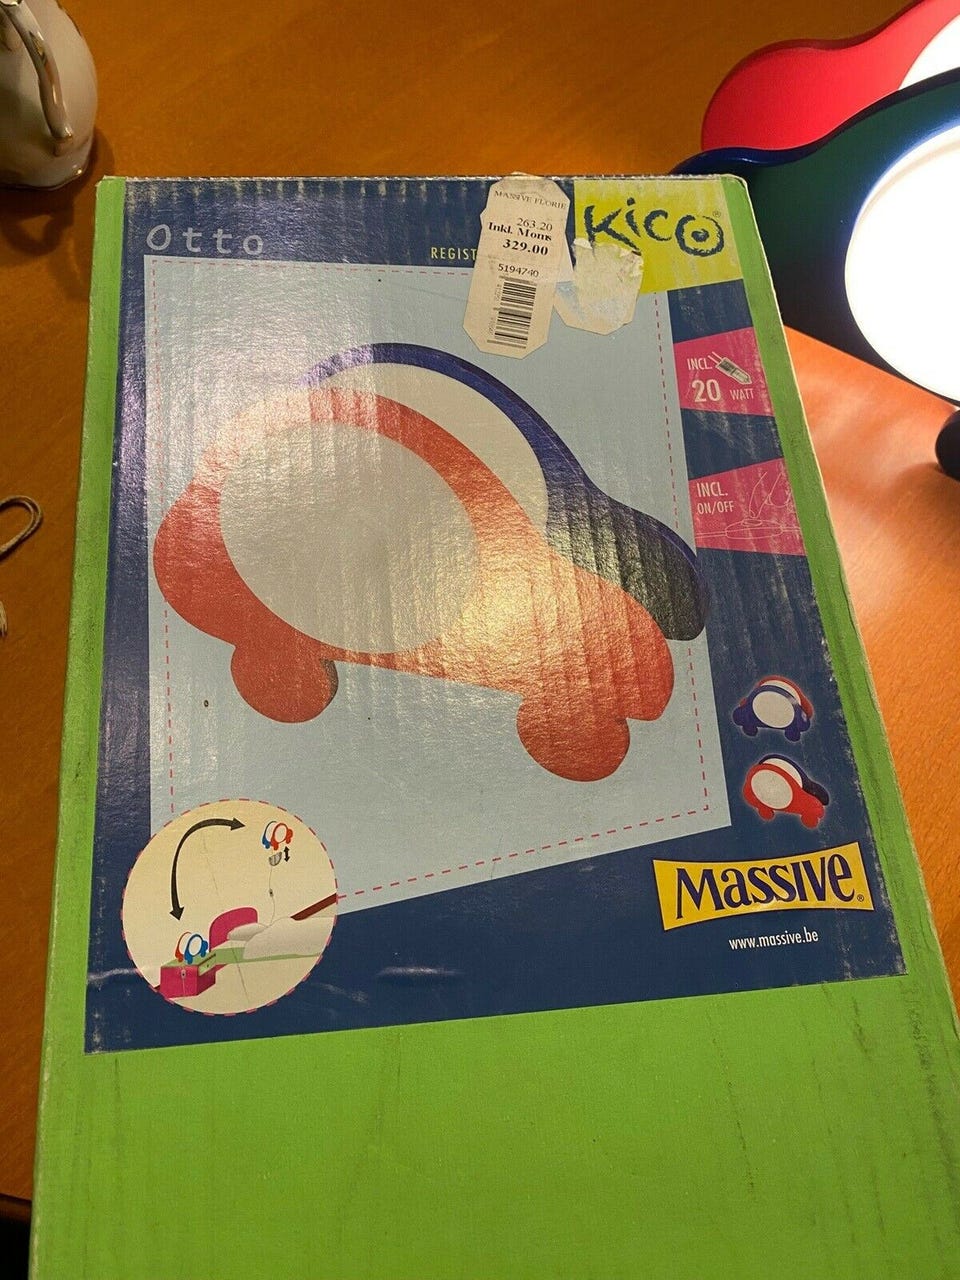 Otto
REGIST
MASSIVE FLORIE
263.20
Inkl. Moms
329.00
5194740
Kico®
INCL.
20 WATT
INCL.
ON/OFF
MASSIVE®
www.massive.be